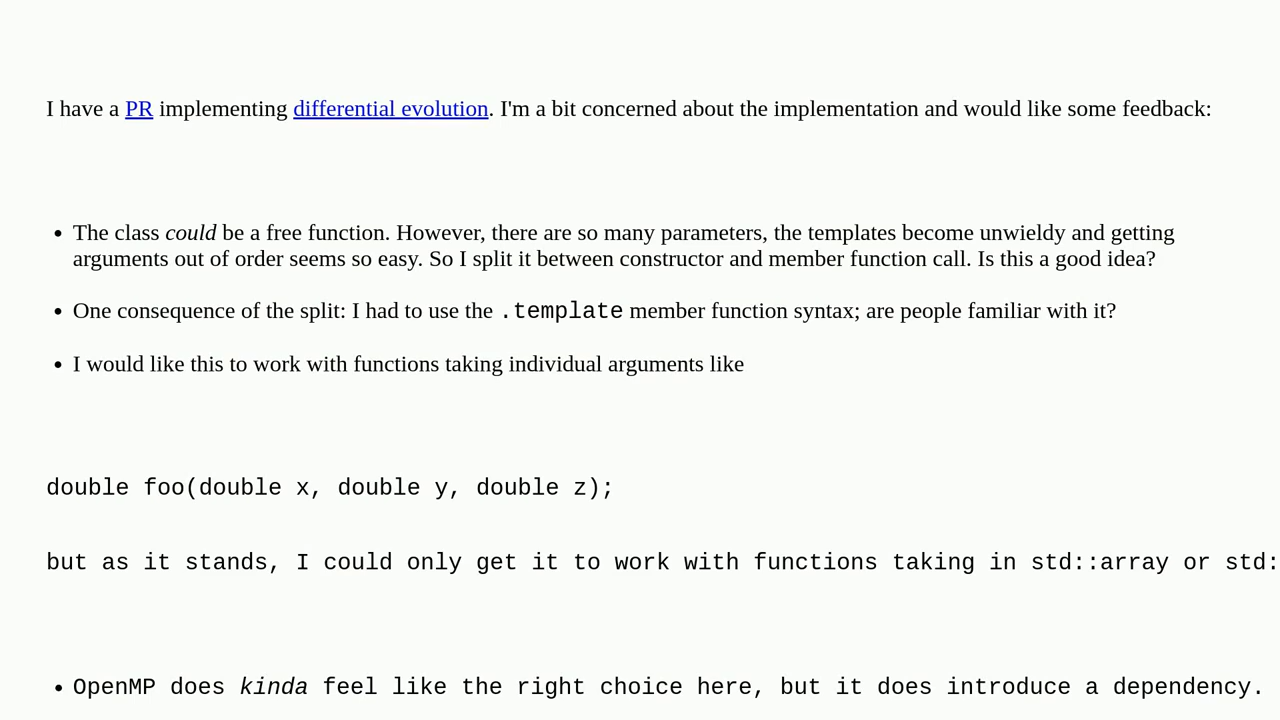 I have a PR implementing differential evolution. I'm a bit concerned about the implementation and would like some feedback:
• The class could be a free function. However, there are so many parameters, the templates become unwieldy and getting
arguments out of order seems so easy. So I split it between constructor and member function call. Is this a good idea?
• One consequence of the split: I had to use the .template member function syntax; are people familiar with it?
• I would like this to work with functions taking individual arguments like
double foo(double x, double y, double z);
but as it stands, I could only get it to work with functions taking in std::array or std:
• OpenMP does kinda feel like the right choice here, but it does introduce a dependency.